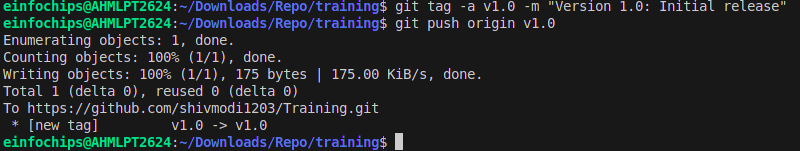 einfochips@AHMLPT2624:~/Downloads/Repo/training$ git tag -a v1.0 -m "Version 1.0: Initial release"
einfochips@AHMLPT2624:~/Downloads/Repo/training$ git push origin v1.0
Enumerating objects: 1, done.
Counting objects: 100% (1/1), done.
Writing objects: 100% (1/1), 175 bytes | 175.00 KiB/s, done.
Total 1 (delta 0), reused 0 (delta 0)
To https://github.com/shivmodi1203/Training.git
 * [new tag]         v1.0 -> v1.0
einfochips@AHMLPT2624:~/Downloads/Repo/training$